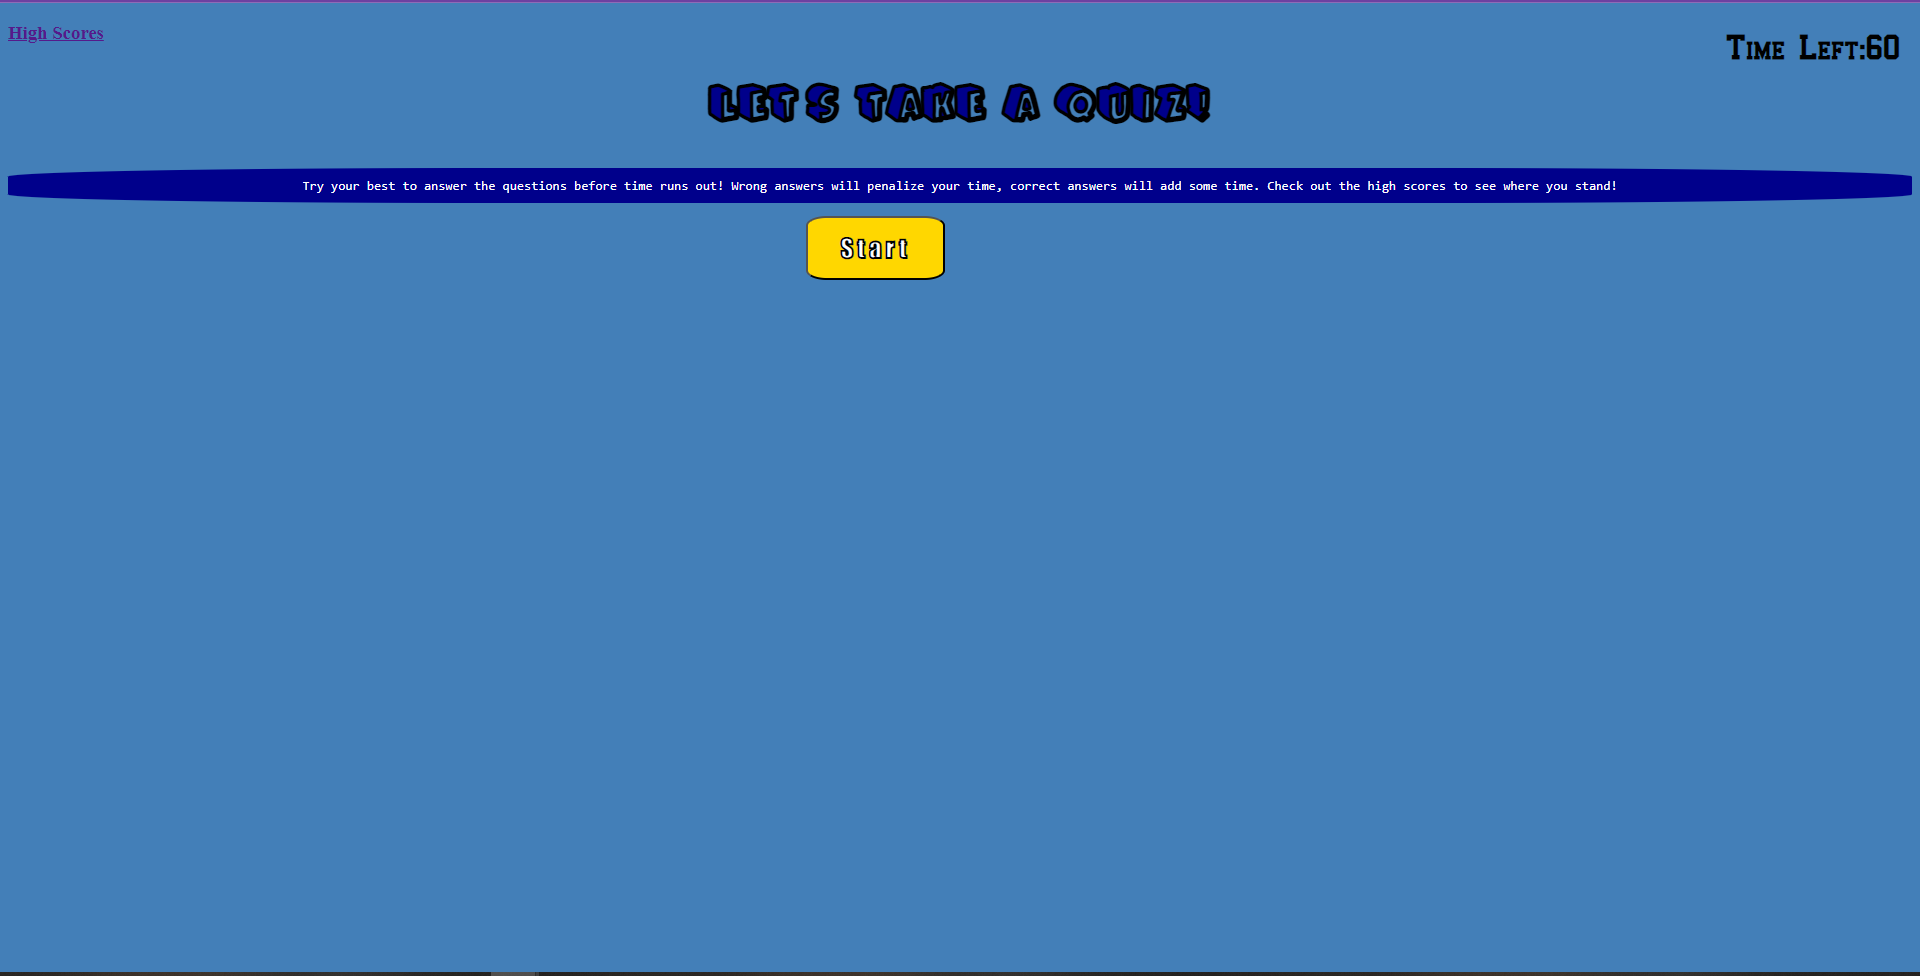 High Scores
Time Left:60
LET'S TAKE A QUIZ!
Try your best to answer the questions before time runs out! Wrong answers will penalize your time, correct answers will add some time. Check out the high scores to see where you stand!
Start